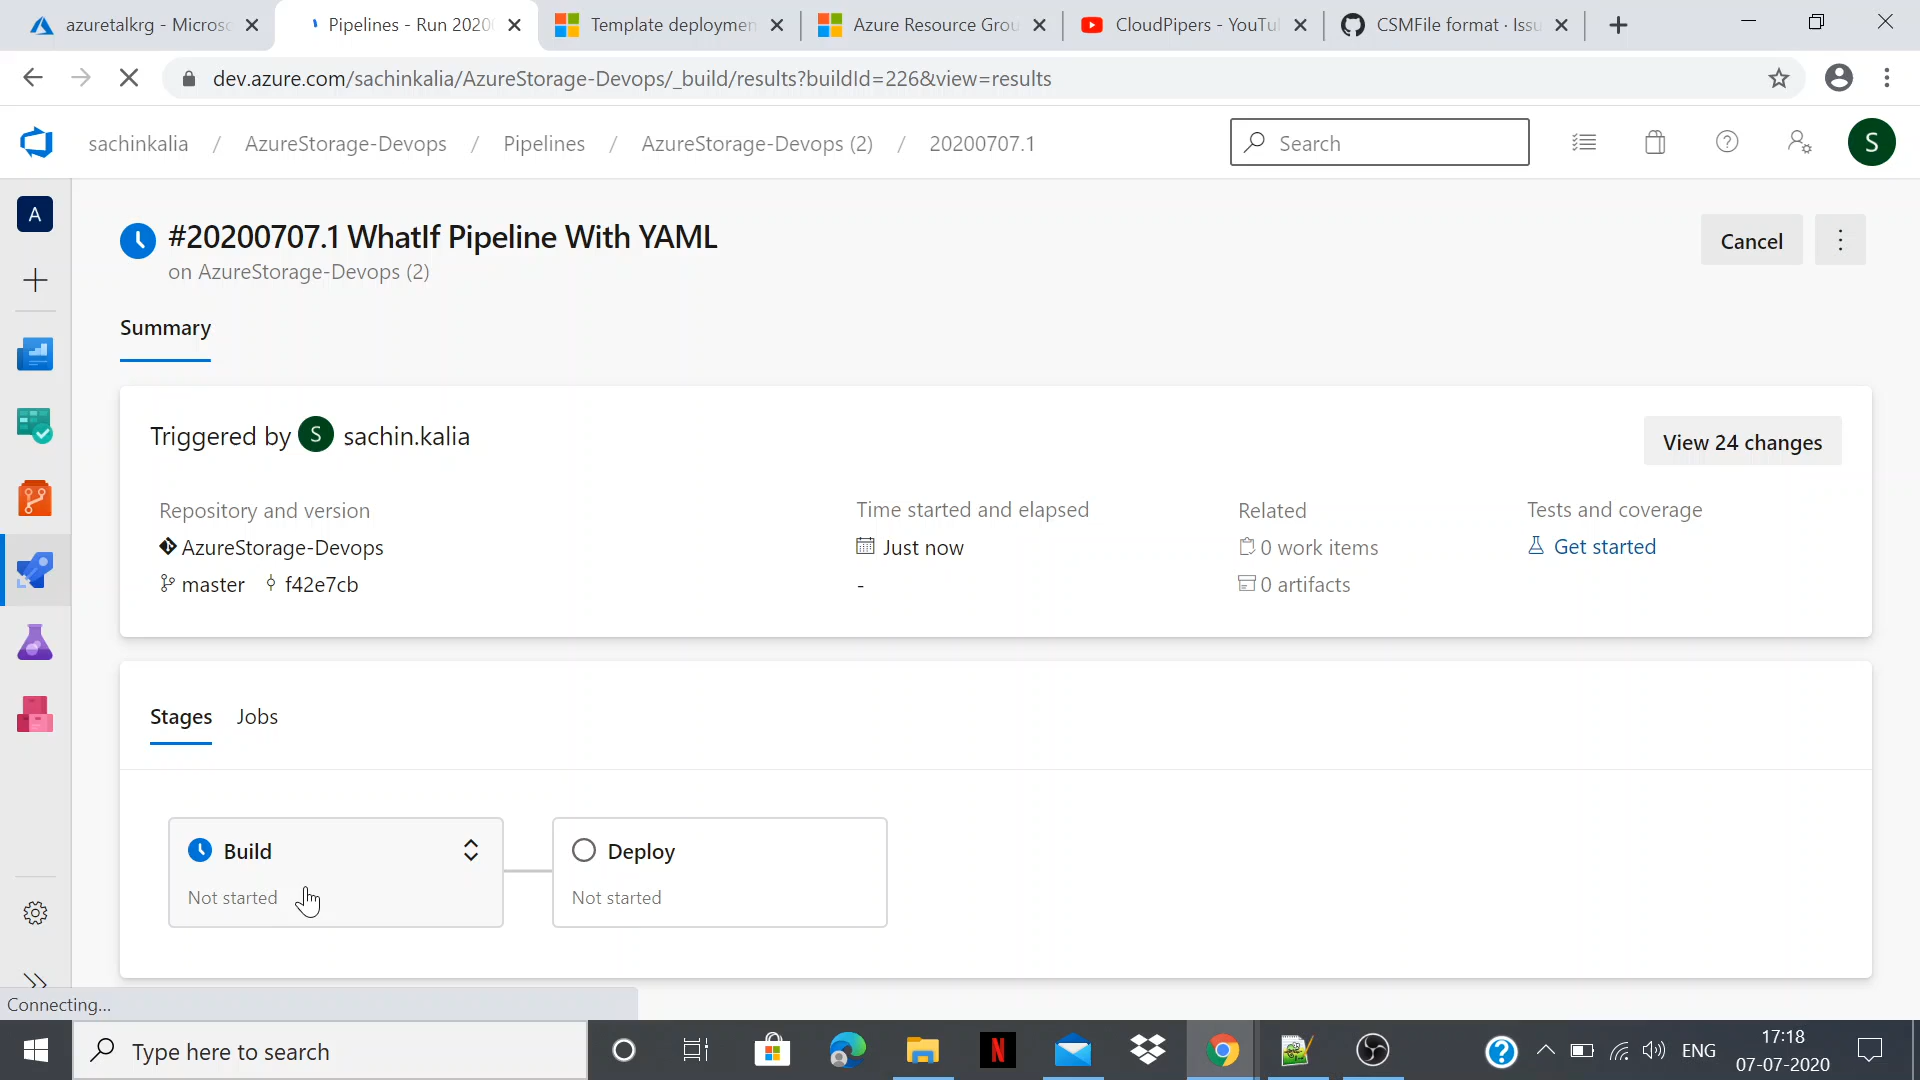 azuretalkrg - Microso
Pipelines - Run 2020
Template deploymen
Azure Resource Grou
CloudPipers - YouTu
CSMFile format · Issu
dev.azure.com/sachinkalia/AzureStorage-Devops/_build/results?buildId=226&view=results
sachinkalia / AzureStorage-Devops / Pipelines / AzureStorage-Devops (2) / 20200707.1
Search
S
A
#20200707.1 WhatIf Pipeline With YAML
on AzureStorage-Devops (2)
Cancel
Summary
Triggered by S sachin.kalia
View 24 changes
Repository and version
Time started and elapsed
Related
Tests and coverage
AzureStorage-Devops
Just now
0 work items
Get started
master f42e7cb
-
0 artifacts
Stages Jobs
Build
Not started
Deploy
Not started
Connecting...
Type here to search
N
ENG
17:18
07-07-2020